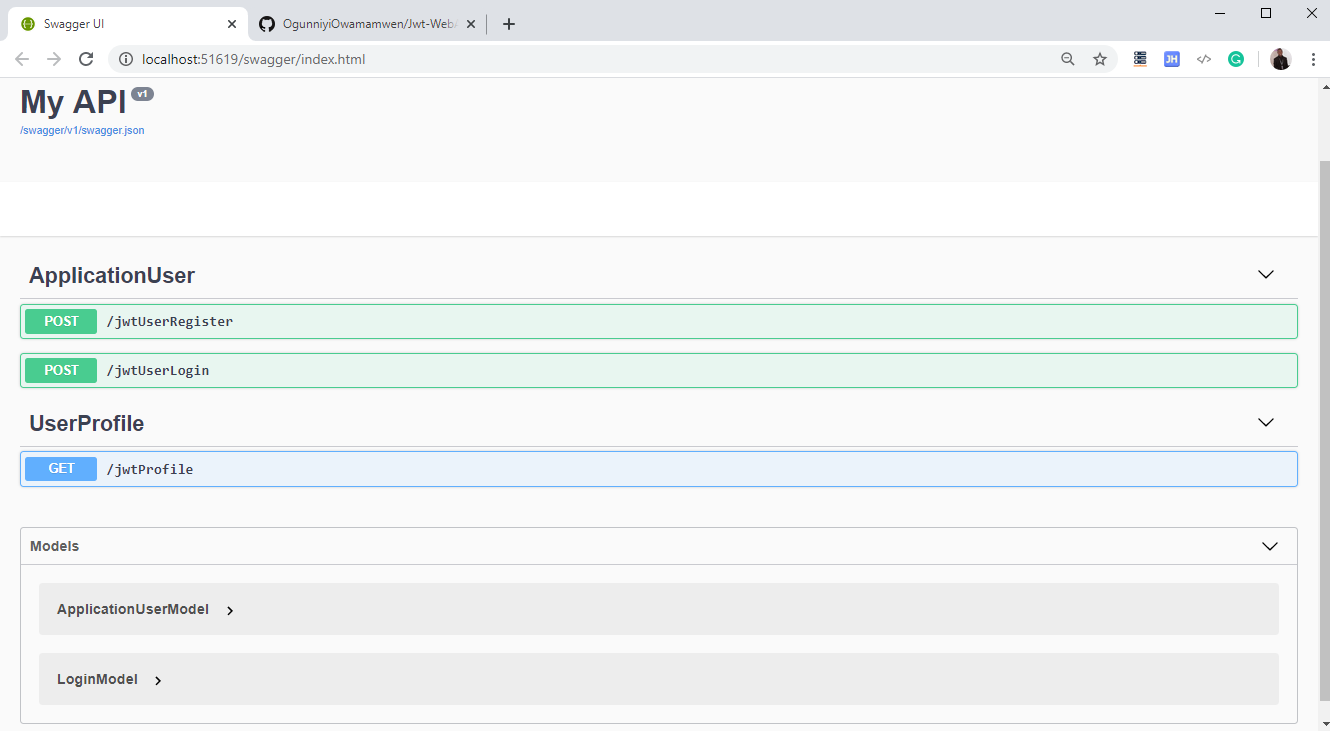 Swagger UI
OgunniyiOwamamwen/Jwt-Web
localhost:51619/swagger/index.html
JH
</>
G
My API v1
/swagger/v1/swagger.json
ApplicationUser
POST /jwtUserRegister
POST /jwtUserLogin
UserProfile
GET /jwtProfile
Models
ApplicationUserModel
LoginModel